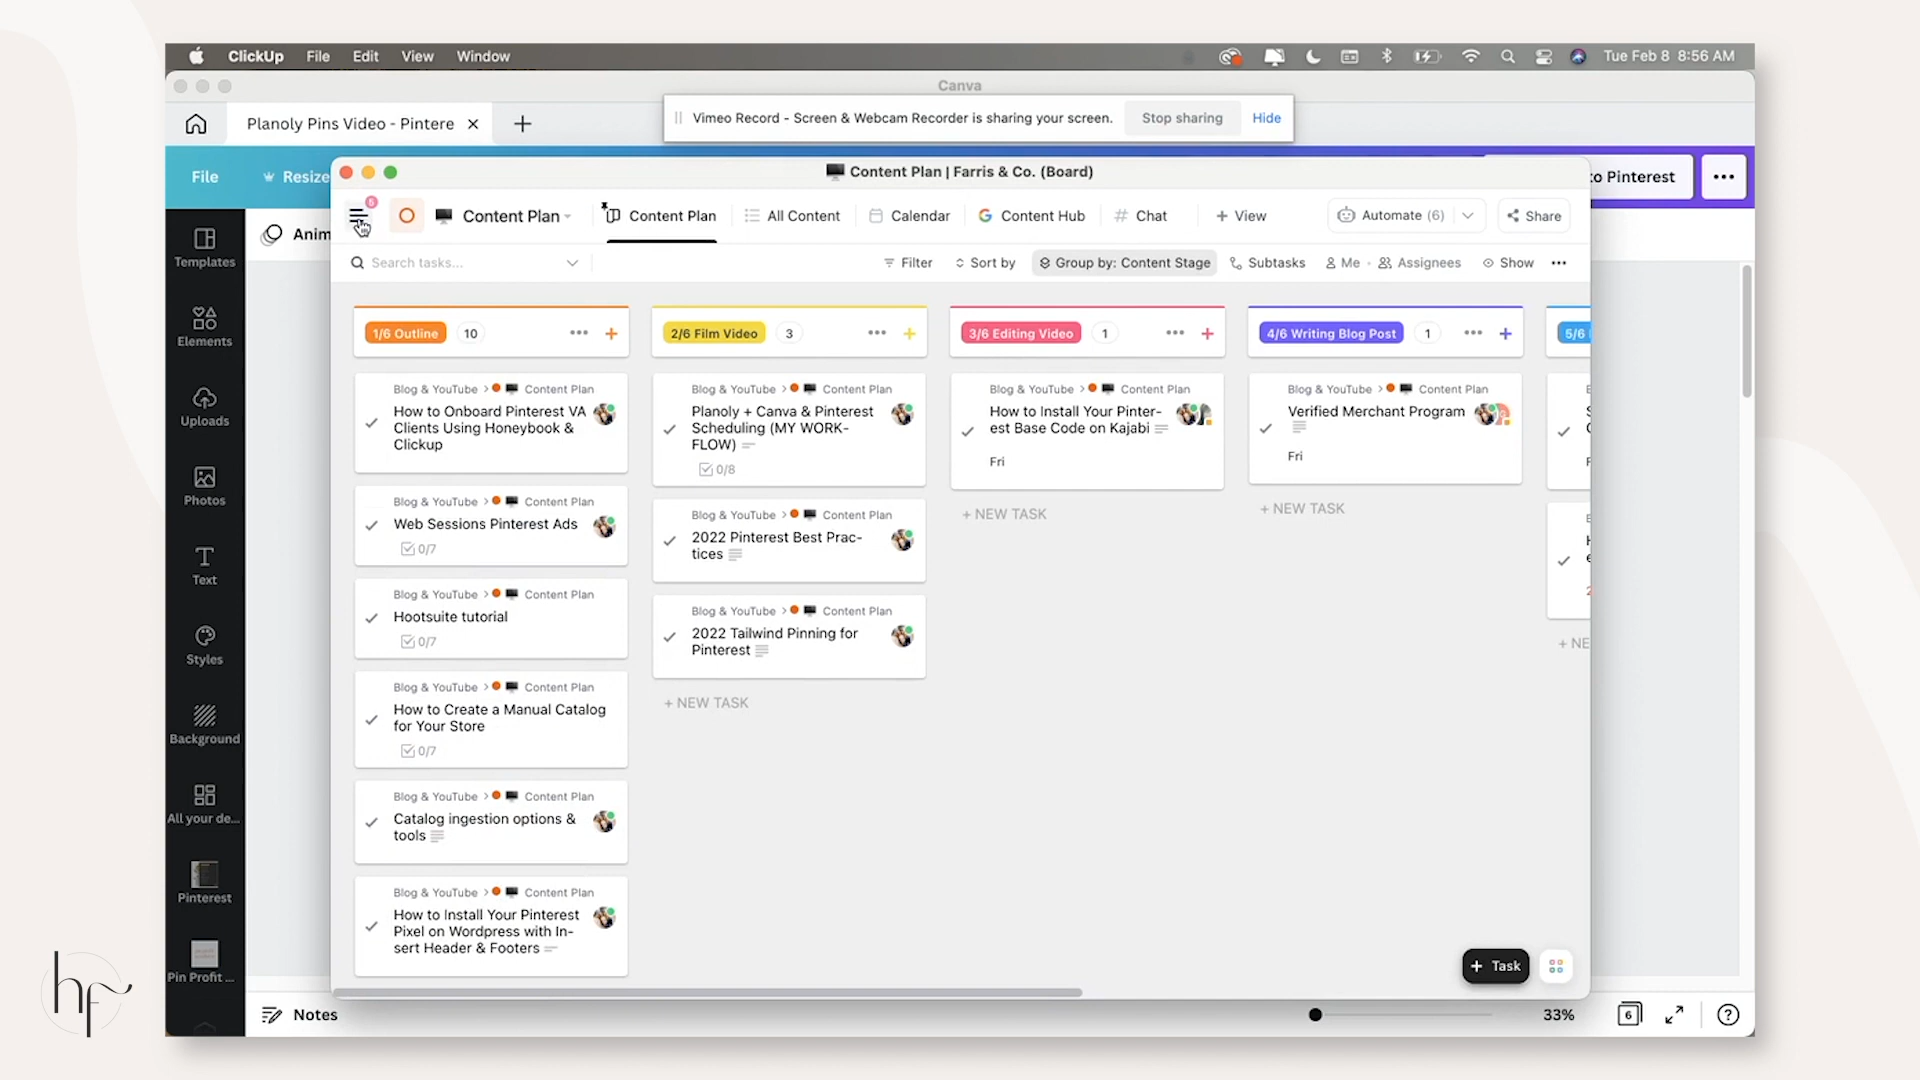 ClickUp File Edit View Window Tue Feb 8 8:56 AM
Canva
Planoly Pins Video - Pintere
Vimeo Record - Screen & Webcam Recorder is sharing your screen. Stop sharing Hide
File Resize to Pinterest
Content Plan | Farris & Co. (Board)
5
Content Plan Content Plan All Content Calendar Content Hub Chat + View Automate (6) Share
Anim
Search tasks... Filter Sort by Group by: Content Stage Subtasks Me Assignees Show
Templates
Elements
Uploads
Photos
Text
Styles
Background
All your de...
Pinterest
Pin Profit ...
1/6 Outline 10
Blog & YouTube > Content Plan
How to Onboard Pinterest VA
Clients Using Honeybook &
Clickup
Blog & YouTube > Content Plan
Web Sessions Pinterest Ads
0/7
Blog & YouTube > Content Plan
Hootsuite tutorial
0/7
Blog & YouTube > Content Plan
How to Create a Manual Catalog
for Your Store
0/7
Blog & YouTube > Content Plan
Catalog ingestion options &
tools
Blog & YouTube > Content Plan
How to Install Your Pinterest
Pixel on Wordpress with In-
sert Header & Footers
2/6 Film Video 3
Blog & YouTube > Content Plan
Planoly + Canva & Pinterest
Scheduling (MY WORK-
FLOW)
0/8
Blog & YouTube > Content Plan
2022 Pinterest Best Prac-
tices
Blog & YouTube > Content Plan
2022 Tailwind Pinning for
Pinterest
+ NEW TASK
3/6 Editing Video 1
Blog & YouTube > Content Plan
How to Install Your Pinter-
est Base Code on Kajabi
Fri
+ NEW TASK
4/6 Writing Blog Post 1
Blog & YouTube > Content Plan
Verified Merchant Program
Fri
+ NEW TASK
5/6
+ NE
+ Task
Notes 33% 6
hf